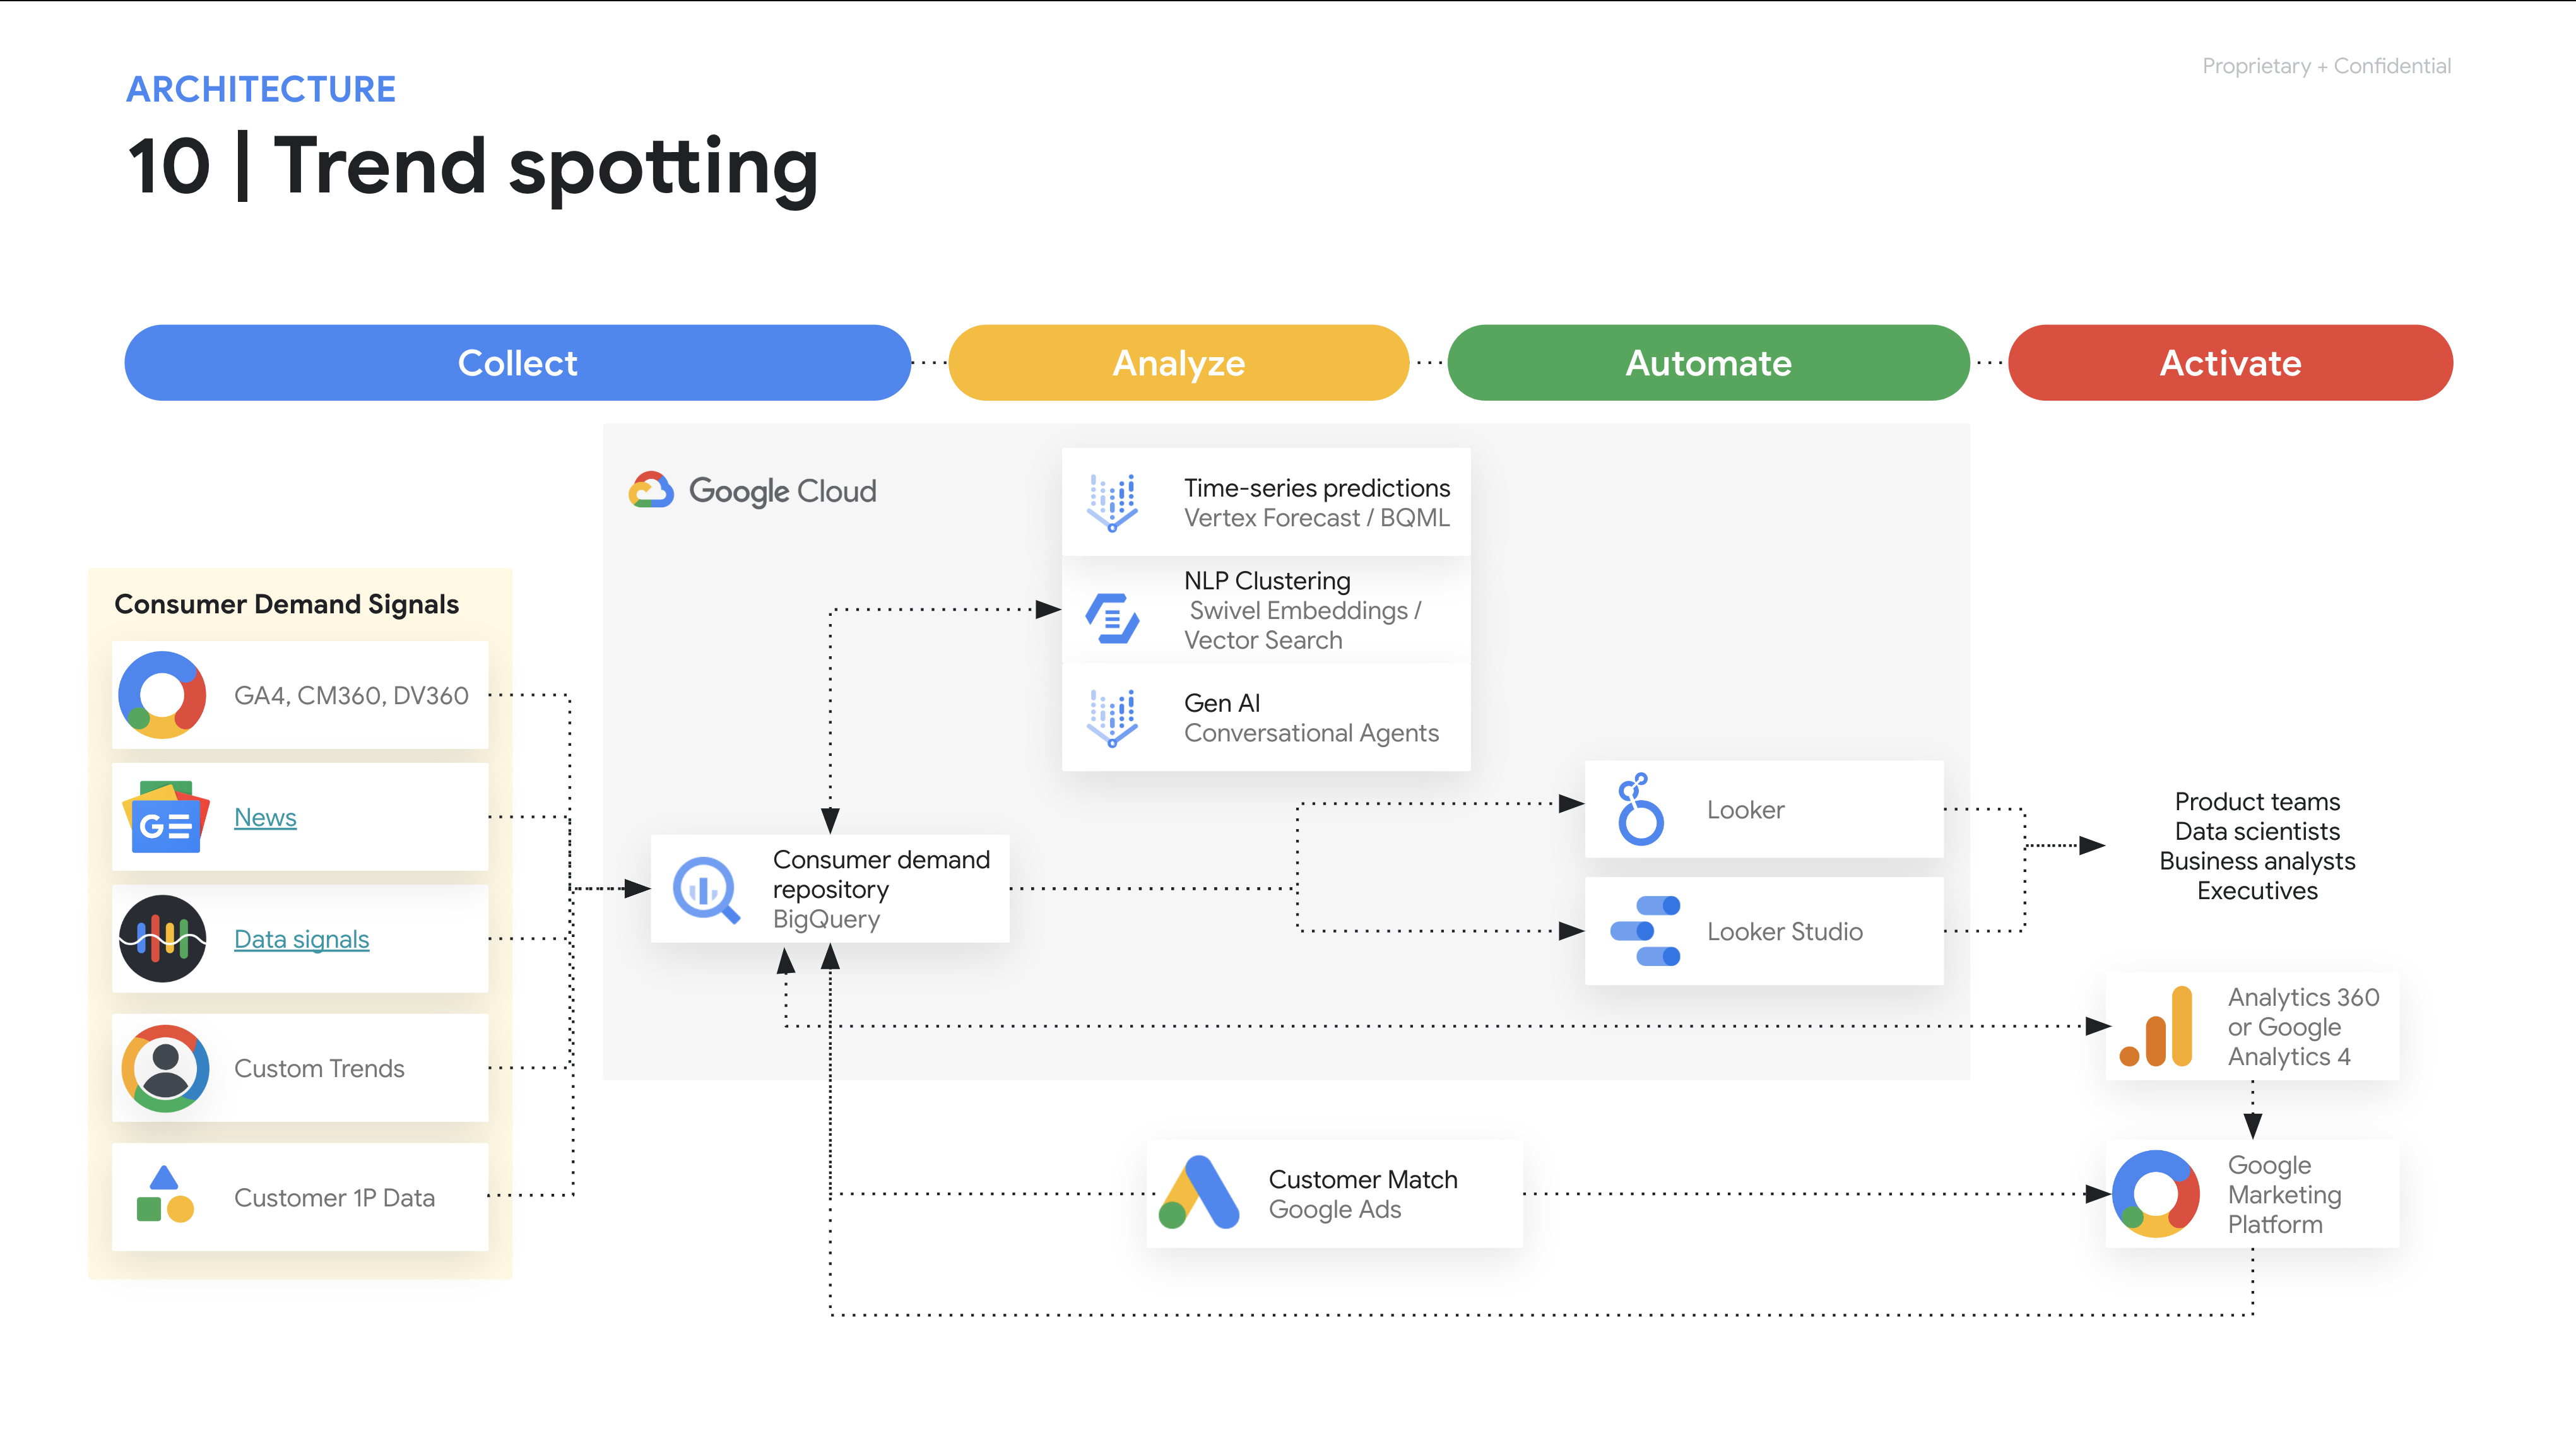 Proprietary + Confidential
ARCHITECTURE
10 | Trend spotting
Collect
Analyze
Automate
Activate
Google Cloud
Time-series predictions
Vertex Forecast / BQML
NLP Clustering
Swivel Embeddings /
Vector Search
Gen AI
Conversational Agents
Consumer Demand Signals
GA4, CM360, DV360
GE
News
Data signals
Custom Trends
Customer 1P Data
Consumer demand
repository
BigQuery
Looker
Looker Studio
Product teams
Data scientists
Business analysts
Executives
Analytics 360
or Google
Analytics 4
Customer Match
Google Ads
Google
Marketing
Platform